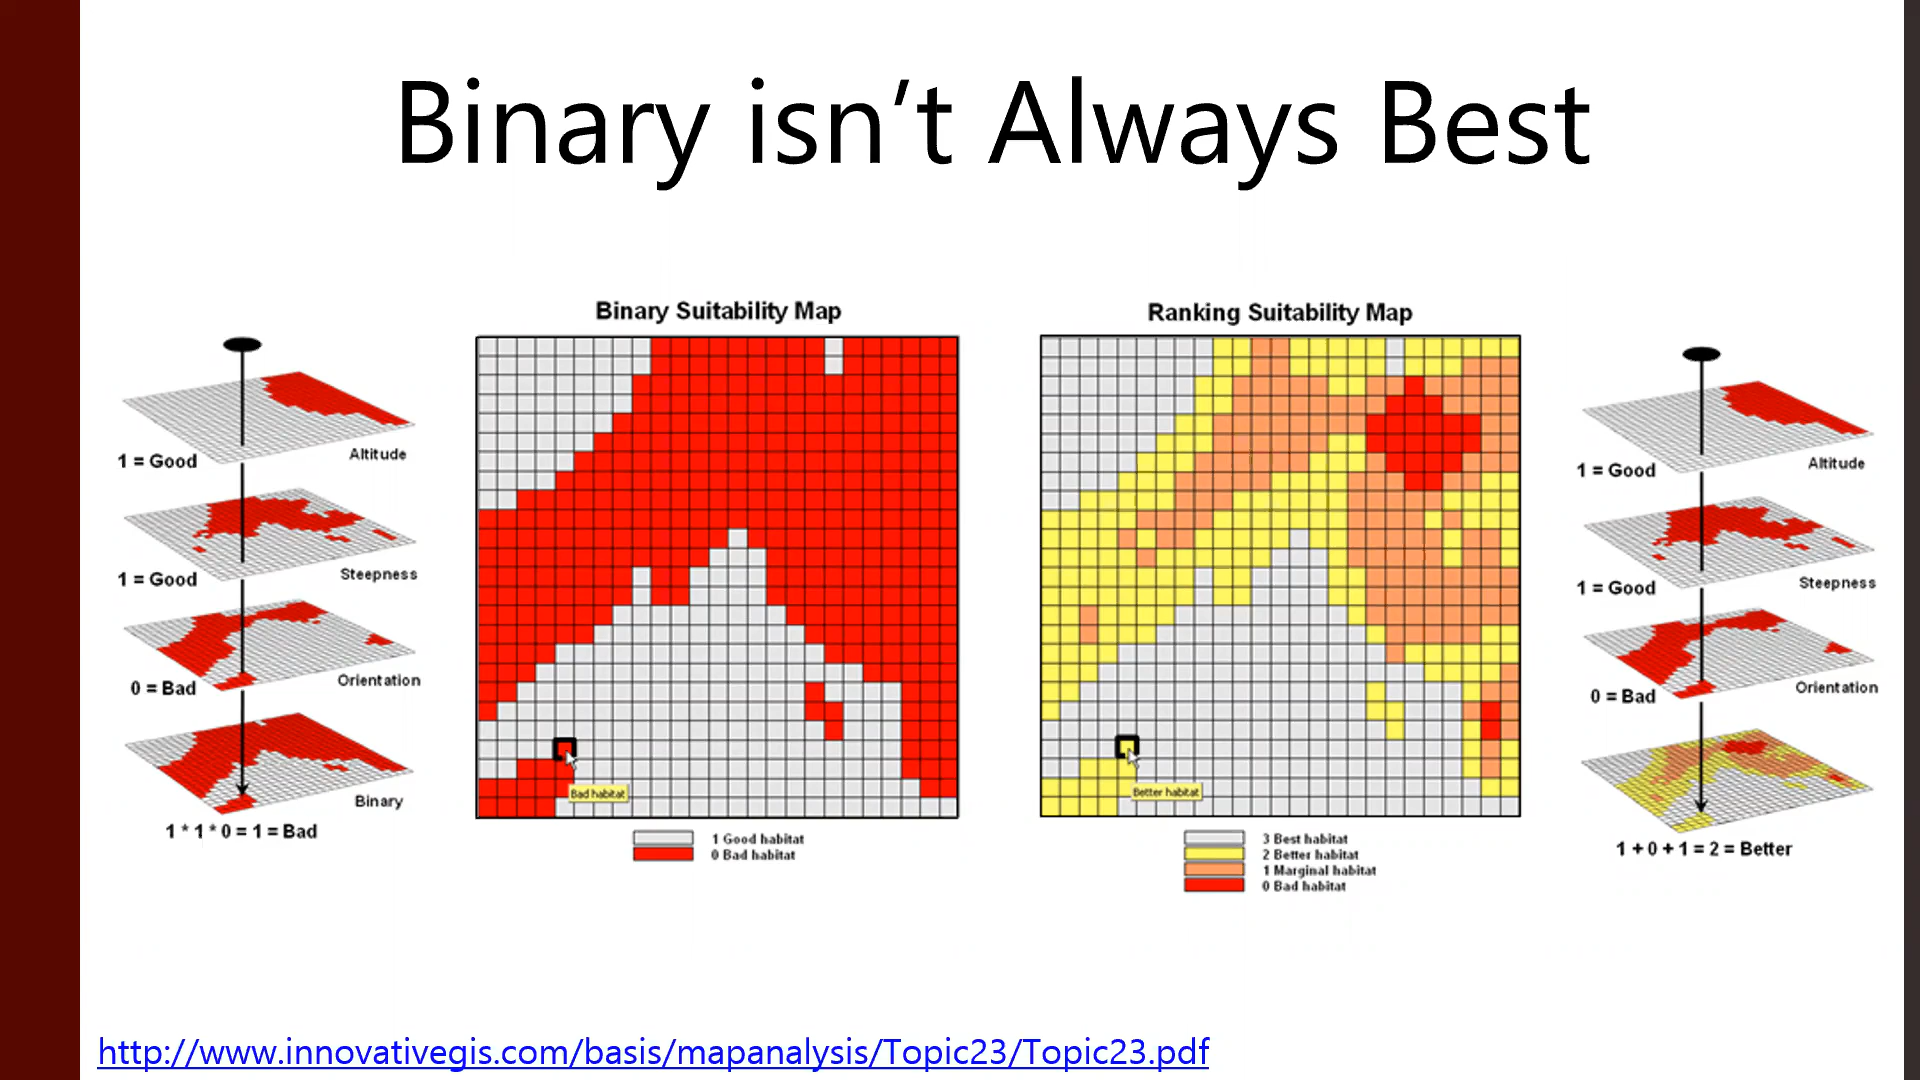 Binary isn’t Always Best
Binary Suitability Map
1 = Good
Altitude
1 = Good
Steepness
0 = Bad
Orientation
Binary
1 * 1 * 0 = 1 = Bad
Bad habitat
1 Good habitat
0 Bad habitat
Ranking Suitability Map
Better habitat
3 Best habitat
2 Better habitat
1 Marginal habitat
0 Bad habitat
1 = Good
Altitude
1 = Good
Steepness
0 = Bad
Orientation
1 + 0 + 1 = 2 = Better
http://www.innovativegis.com/basis/mapanalysis/Topic23/Topic23.pdf